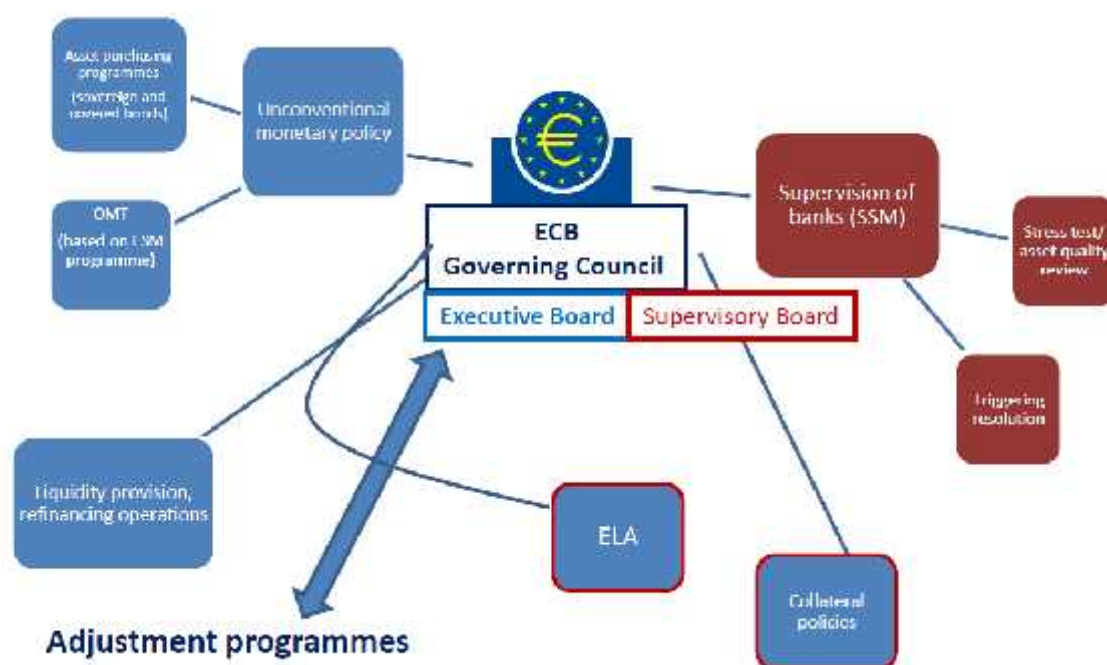 Asset purchasing
programmes
(sovereign and
covered bonds)
Unconventional
monetary policy
OMT
(based on ESM
programme)
€
ECB
Governing Council
Executive Board
Supervisory Board
Supervision of
banks (SSM)
Stress test/
asset quality
review
Triggering
resolution
Liquidity provision,
refinancing operations
ELA
Collateral
policies
Adjustment programmes